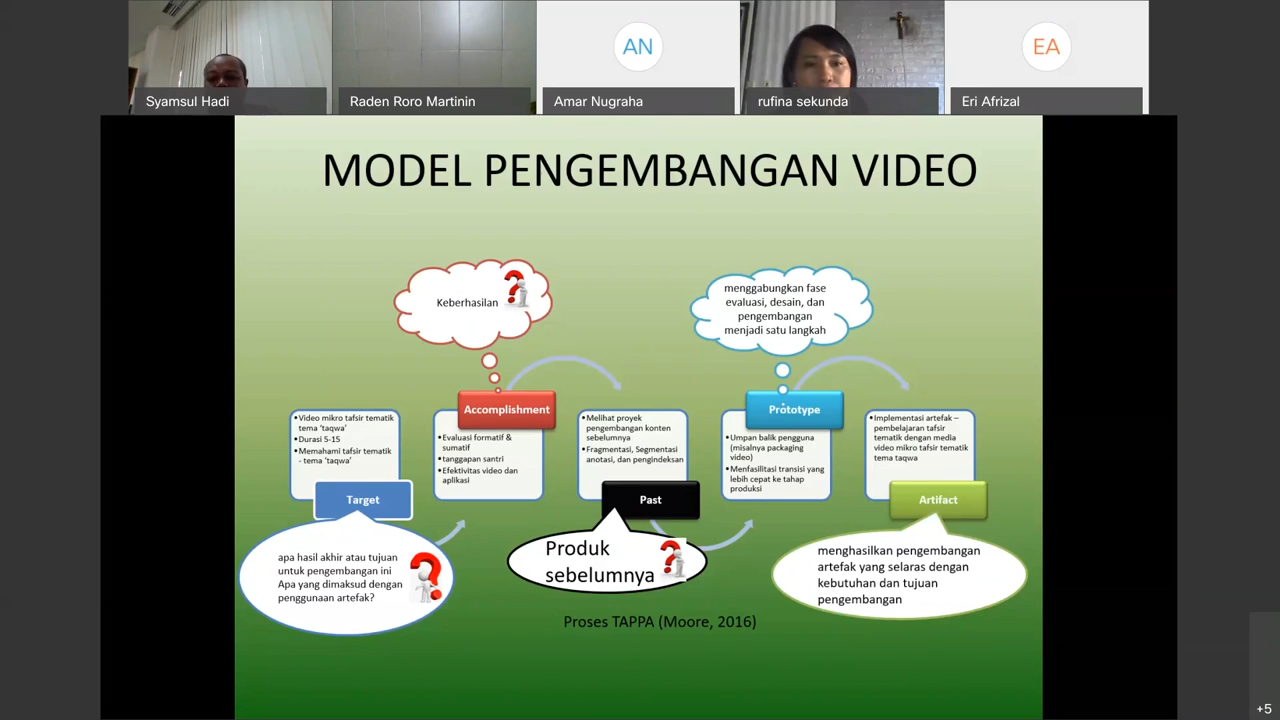 AN
EA
Syamsul Hadi
Raden Roro Martinin
Amar Nugraha
rufina sekunda
Eri Afrizal
MODEL PENGEMBANGAN VIDEO
Keberhasilan
menggabungkan fase
evaluasi, desain, dan
pengembangan
menjadi satu langkah
•Video mikro tafsir tematik
tema 'taqwa'
•Durasi 5-15
•Memahami tafsir tematik
- tema 'taqwa'
Target
Accomplishment
•Evaluasi formatif &
sumatif
•tanggapan santri
•Efektivitas video dan
aplikasi
•Melihat proyek
pengembangan konten
sebelumnya
•Fragmentasi, Segmentasi
anotasi, dan pengindeksan
Past
Prototype
•Umpan balik pengguna
(misalnya packaging
video)
•Menfasilitasi transisi yang
lebih cepat ke tahap
produksi
•Implementasi artefak –
pembelajaran tafsir
tematik dengan media
video mikro tafsir tematik
tema taqwa
Artifact
apa hasil akhir atau tujuan
untuk pengembangan ini
Apa yang dimaksud dengan
penggunaan artefak?
Produk
sebelumnya
menghasilkan pengembangan
artefak yang selaras dengan
kebutuhan dan tujuan
pengembangan
Proses TAPPA (Moore, 2016)
+5